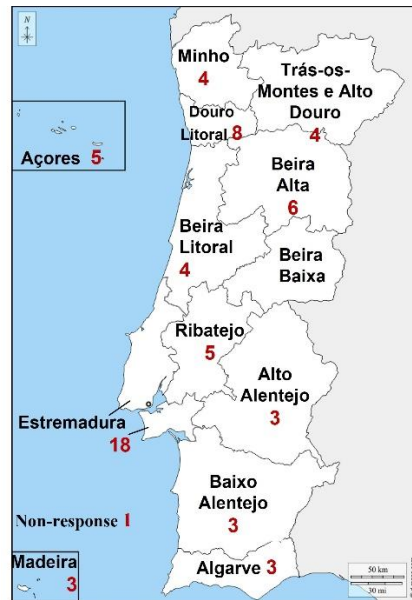 N
Minho
4
Trás-os-
Montes e Alto
Douro
4
Douro
Litoral 8
Açores 5
Beira
Alta
6
Beira
Litoral
4
Beira
Baixa
Ribatejo
5
Alto
Alentejo
3
Estremadura
18
Baixo
Alentejo
3
Non-response 1
Madeira
3
Algarve 3
50 km
30 mi